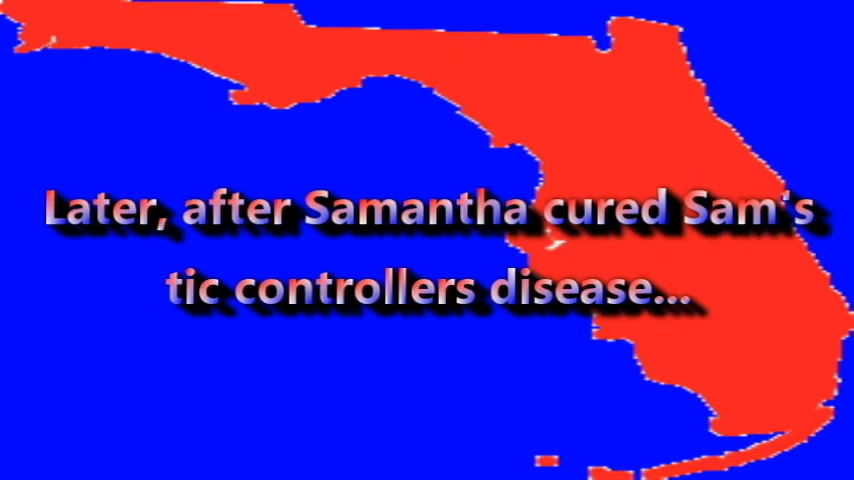 Later, after Samantha cured Sam's
tic controllers disease...